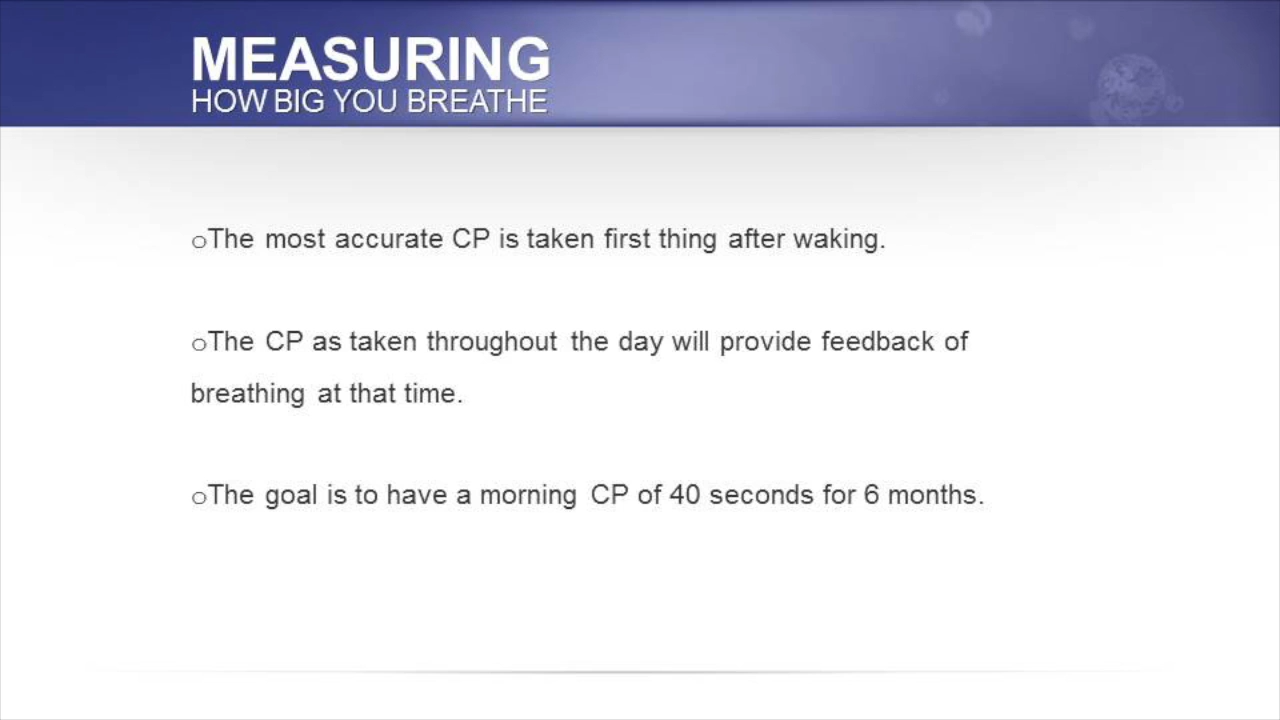 MEASURING
HOW BIG YOU BREATHE
oThe most accurate CP is taken first thing after waking.
oThe CP as taken throughout the day will provide feedback of
breathing at that time.
oThe goal is to have a morning CP of 40 seconds for 6 months.